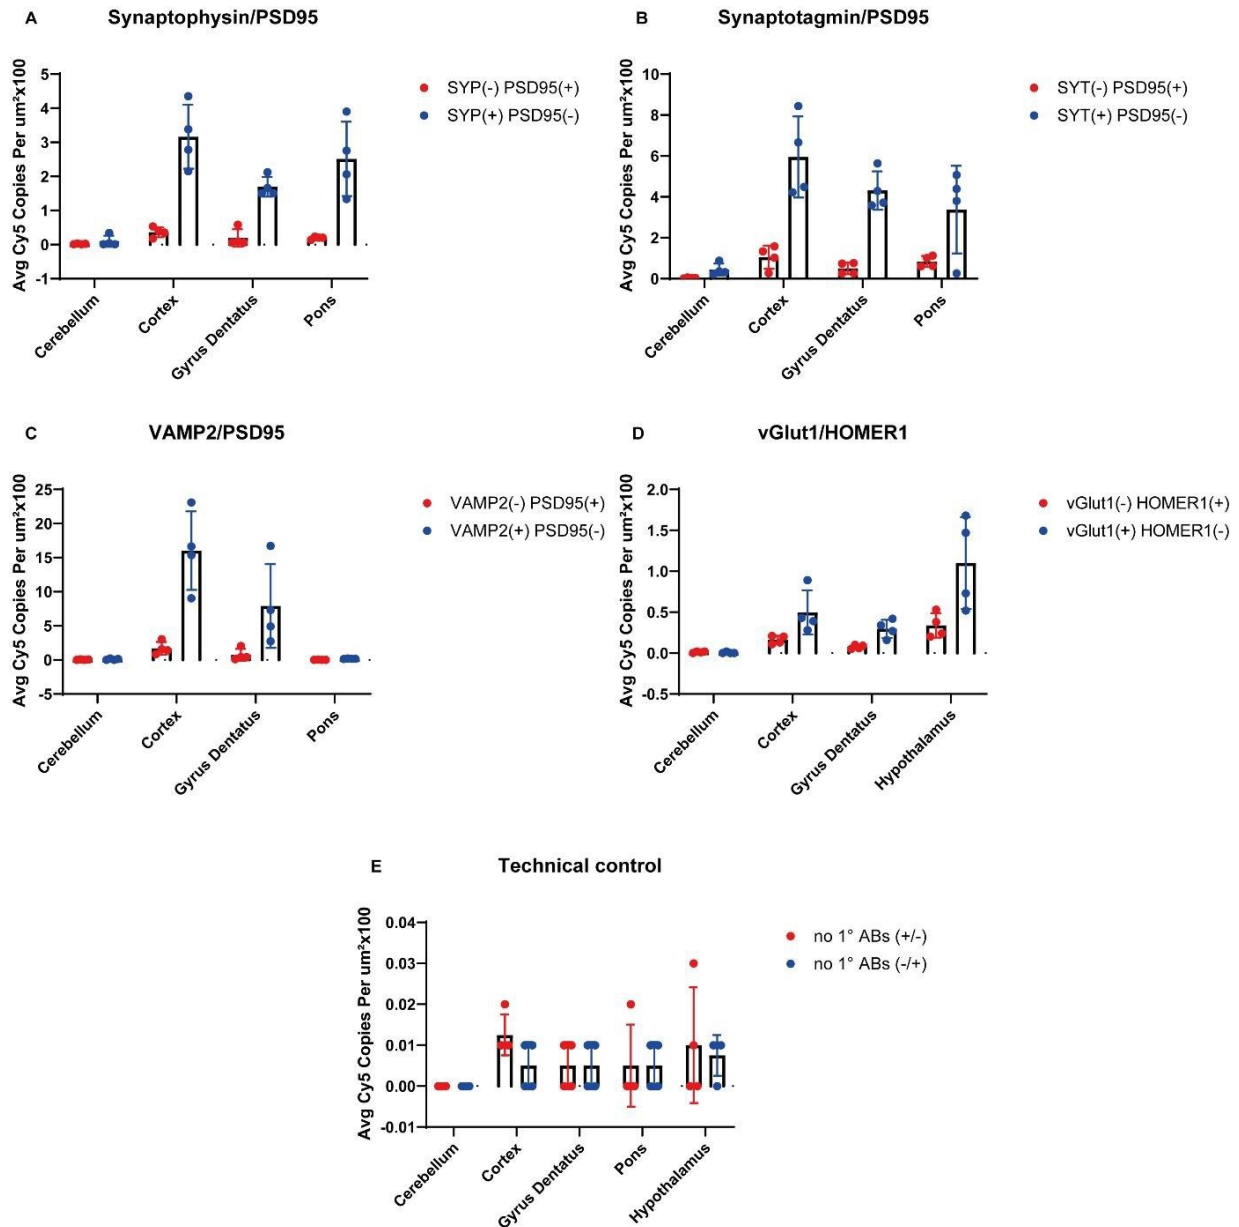 A Synaptophysin/PSD95
Avg Cy5 Copies Per um²x100
5
4
3
2
1
0
-1
Cerebellum
Cortex
Gyrus Dentatus
Pons
SYP(-) PSD95(+)
SYP(+) PSD95(-)
B Synaptotagmin/PSD95
Avg Cy5 Copies Per um²x100
10
8
6
4
2
0
Cerebellum
Cortex
Gyrus Dentatus
Pons
SYT(-) PSD95(+)
SYT(+) PSD95(-)
C VAMP2/PSD95
Avg Cy5 Copies Per um²x100
25
20
15
10
5
0
-5
Cerebellum
Cortex
Gyrus Dentatus
Pons
VAMP2(-) PSD95(+)
VAMP2(+) PSD95(-)
D vGlut1/HOMER1
Avg Cy5 Copies Per um²x100
2.0
1.5
1.0
0.5
0.0
-0.5
Cerebellum
Cortex
Gyrus Dentatus
Hypothalamus
vGlut1(-) HOMER1(+)
vGlut1(+) HOMER1(-)
E Technical control
Avg Cy5 Copies Per um²x100
0.04
0.03
0.02
0.01
0.00
-0.01
Cerebellum
Cortex
Gyrus Dentatus
Pons
Hypothalamus
no 1° ABs (+/-)
no 1° ABs (-/+)